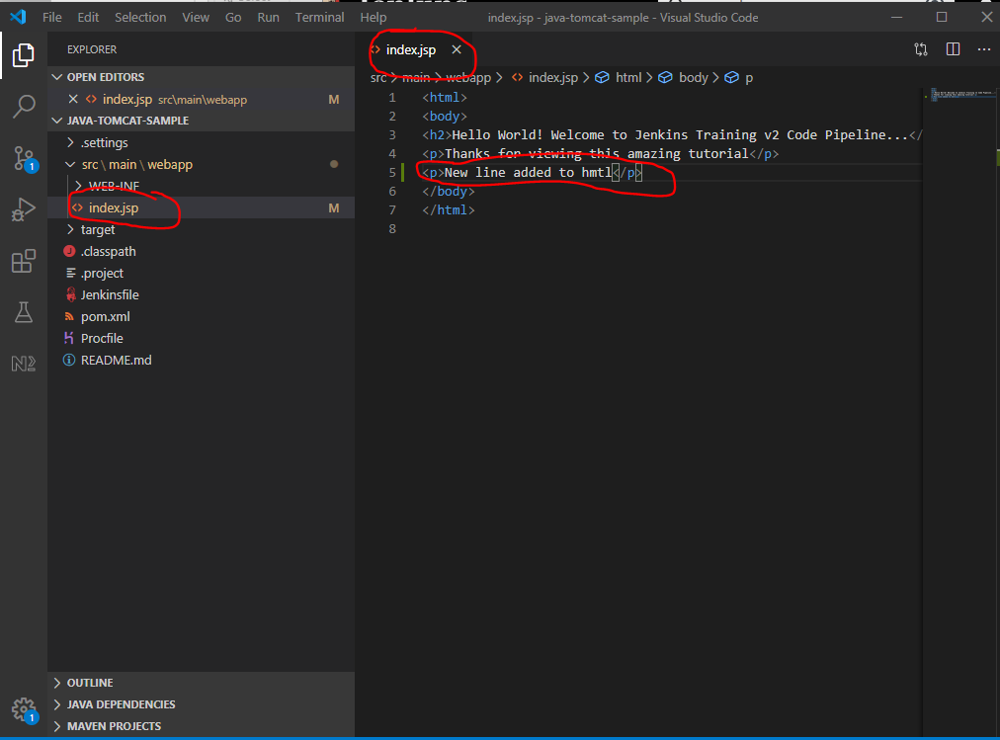 File Edit Selection View Go Run Terminal Help index.jsp - java-tomcat-sample - Visual Studio Code
EXPLORER
OPEN EDITORS
index.jsp src\main\webapp M
JAVA-TOMCAT-SAMPLE
.settings
src \ main \ webapp
WEB-INF
index.jsp M
target
J .classpath
.project
Jenkinsfile
pom.xml
Procfile
README.md
OUTLINE
JAVA DEPENDENCIES
MAVEN PROJECTS
1
1
index.jsp
src > main > webapp > index.jsp > html > body > p
1 <html>
2 <body>
3 <h2>Hello World! Welcome to Jenkins Training v2 Code Pipeline...</
4 <p>Thanks for viewing this amazing tutorial</p>
5 <p>New line added to hmtl</p>
6 </body>
7 </html>
8